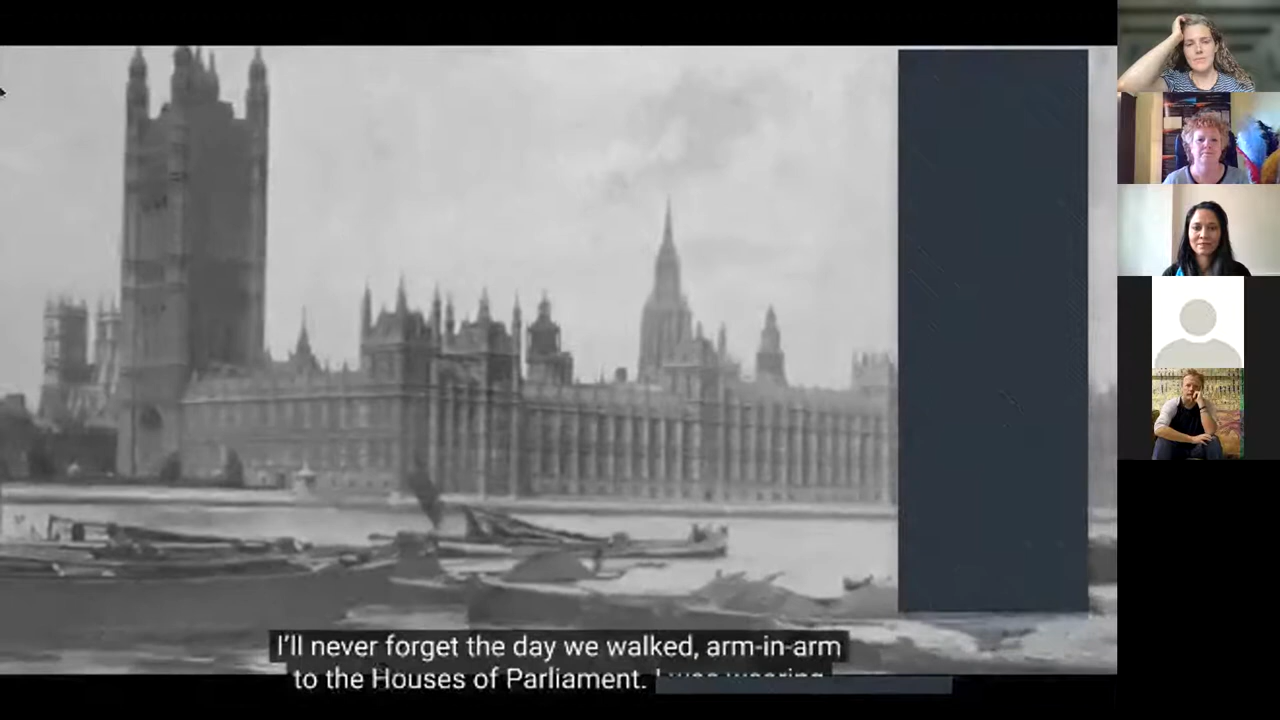 I'll never forget the day we walked, arm-in-arm
to the Houses of Parliament.